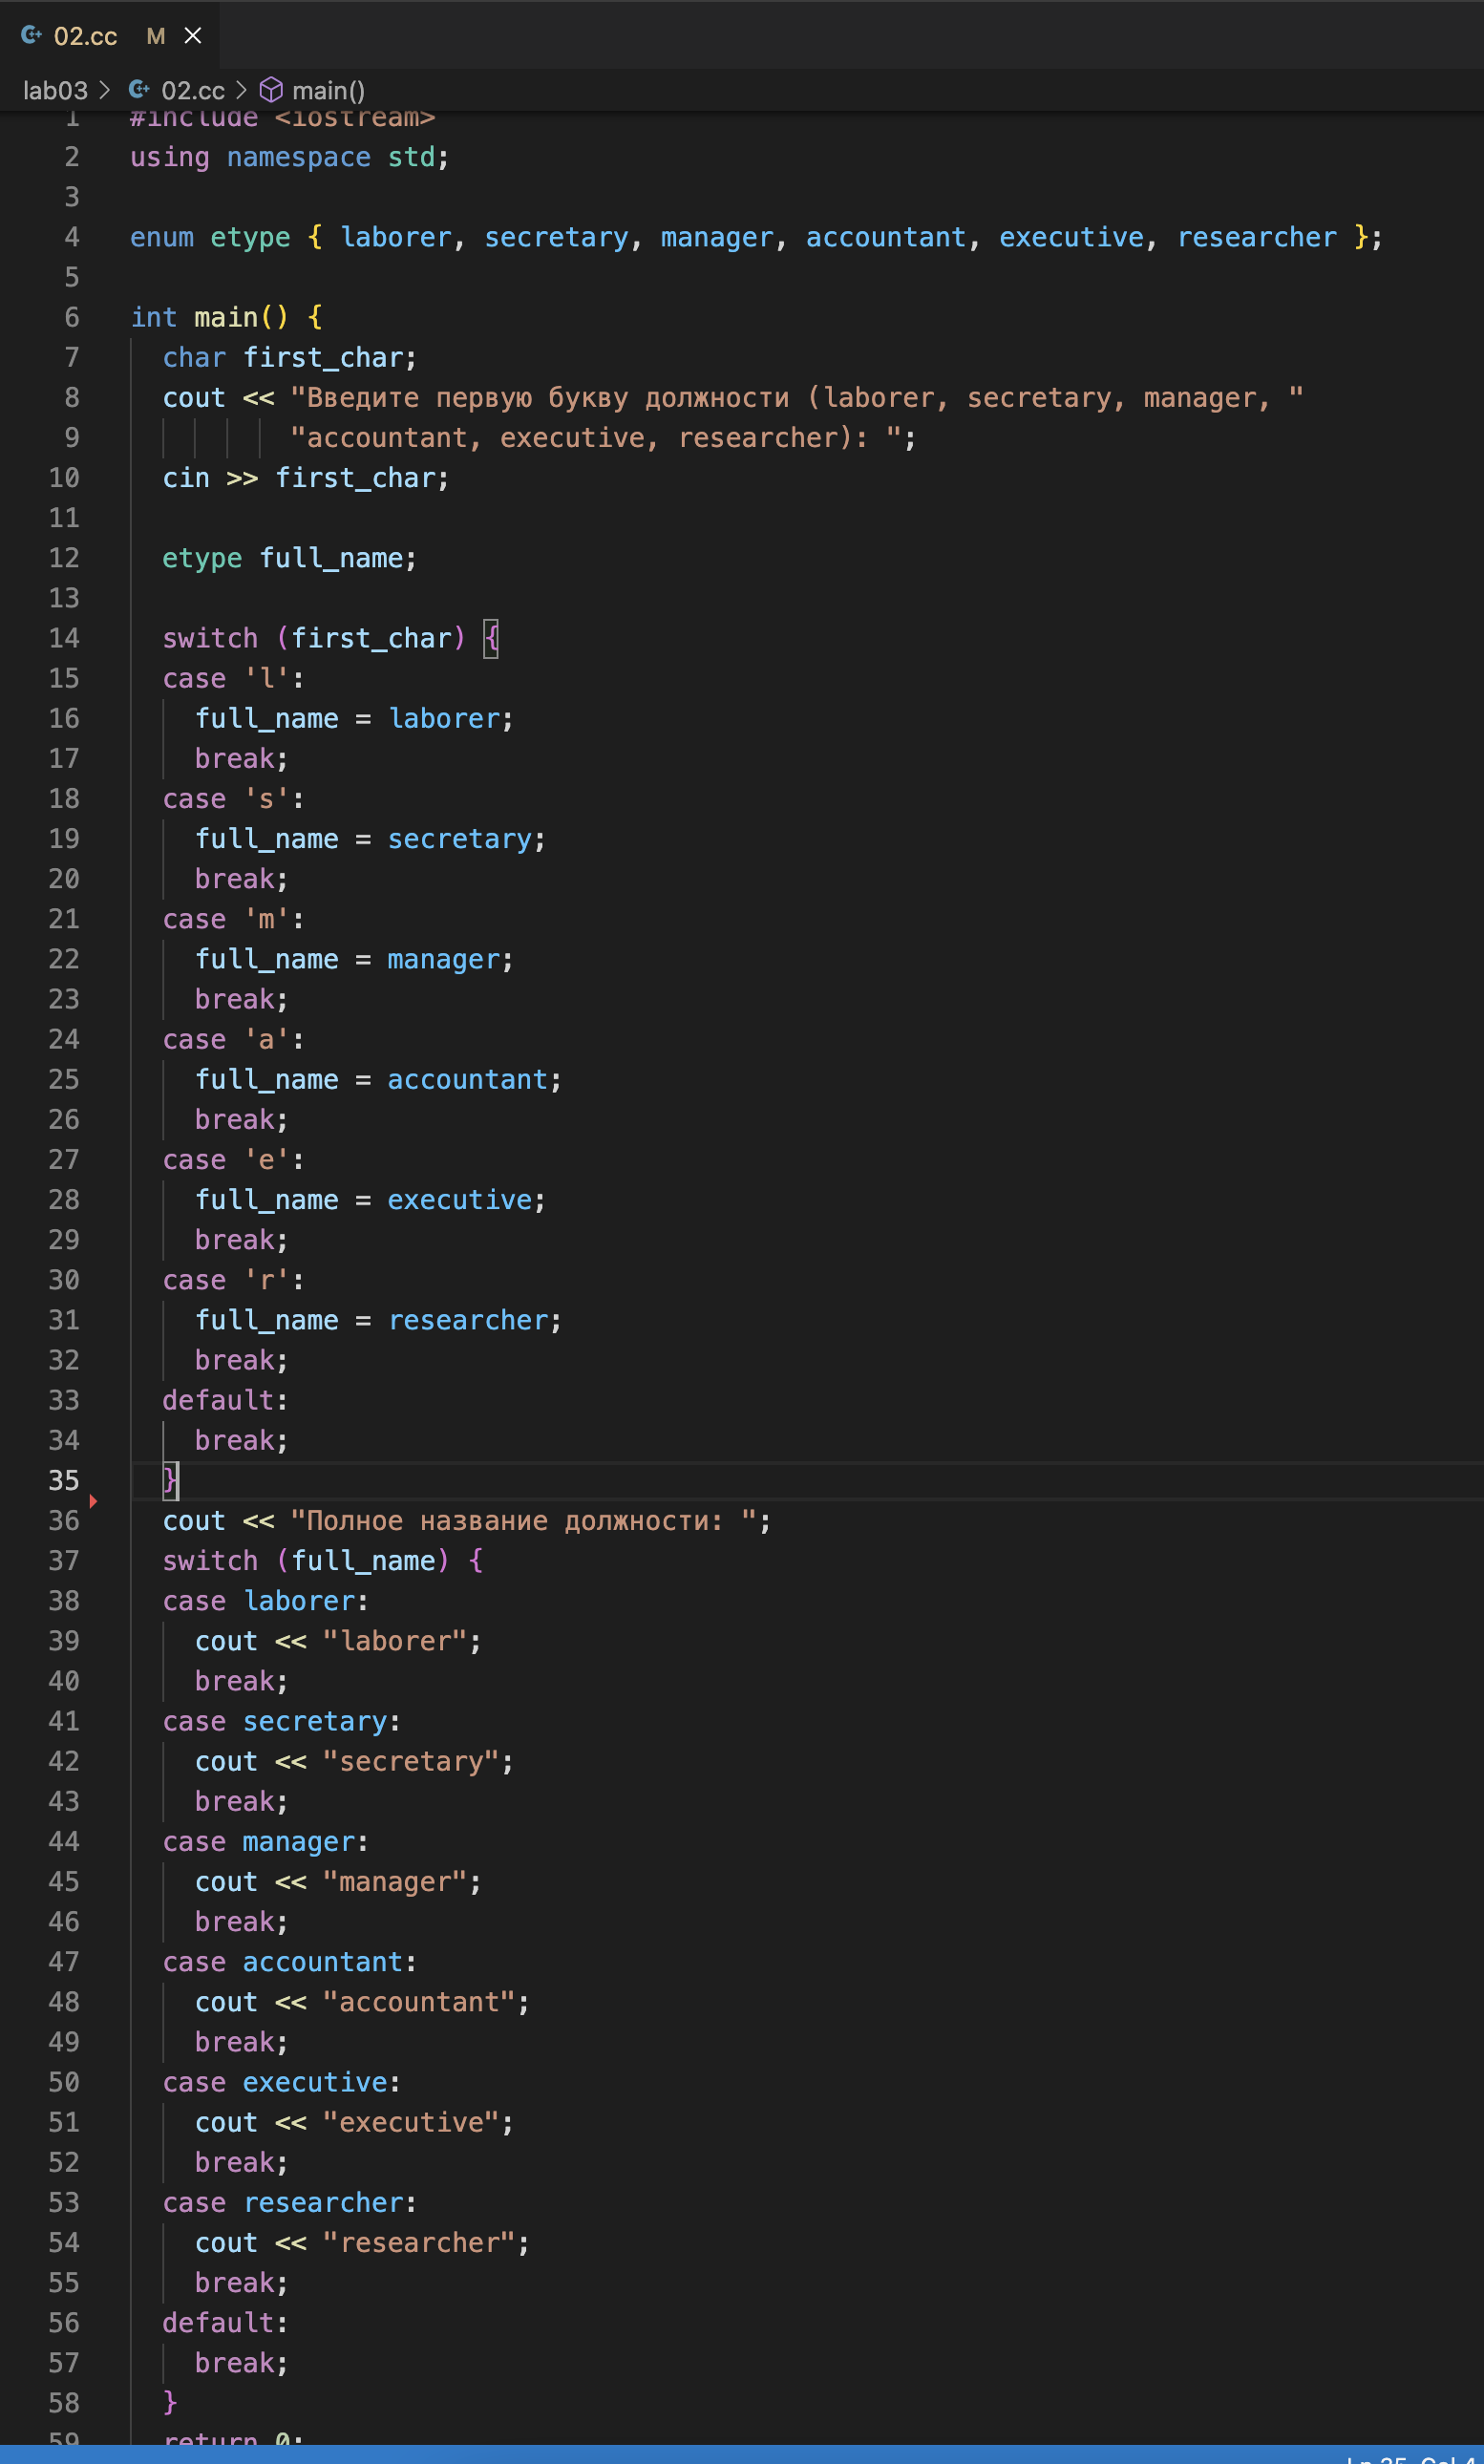 02.cc M
lab03 > 02.cc > main()
1 #include <iostream>
2 using namespace std;
3
4 enum etype { laborer, secretary, manager, accountant, executive, researcher };
5
6 int main() {
7 char first_char;
8 cout << "Введите первую букву должности (laborer, secretary, manager, "
9 "accountant, executive, researcher): ";
10 cin >> first_char;
11
12 etype full_name;
13
14 switch (first_char) {
15 case 'l':
16 full_name = laborer;
17 break;
18 case 's':
19 full_name = secretary;
20 break;
21 case 'm':
22 full_name = manager;
23 break;
24 case 'a':
25 full_name = accountant;
26 break;
27 case 'e':
28 full_name = executive;
29 break;
30 case 'r':
31 full_name = researcher;
32 break;
33 default:
34 break;
35 }
36 cout << "Полное название должности: ";
37 switch (full_name) {
38 case laborer:
39 cout << "laborer";
40 break;
41 case secretary:
42 cout << "secretary";
43 break;
44 case manager:
45 cout << "manager";
46 break;
47 case accountant:
48 cout << "accountant";
49 break;
50 case executive:
51 cout << "executive";
52 break;
53 case researcher:
54 cout << "researcher";
55 break;
56 default:
57 break;
58 }
59 return 0;
Ln 35, Col 4